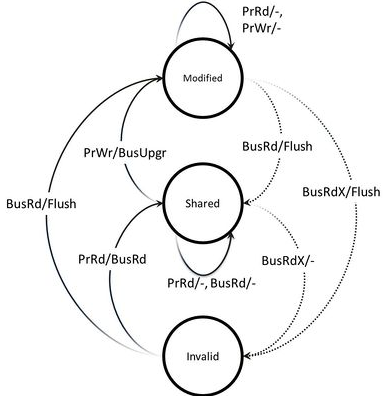 PrRd/-,
PrWr/-
Modified
PrWr/BusUpgr
BusRd/Flush
BusRd/Flush
Shared
BusRdX/Flush
PrRd/BusRd
BusRdX/-
PrRd/-, BusRd/-
Invalid